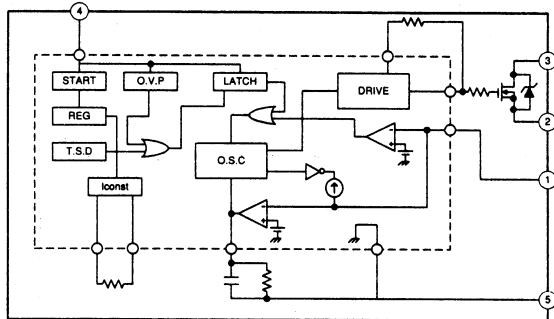 4
START
O.V.P
LATCH
DRIVE
3
REG
2
T.S.D
O.S.C
1
Iconst
5